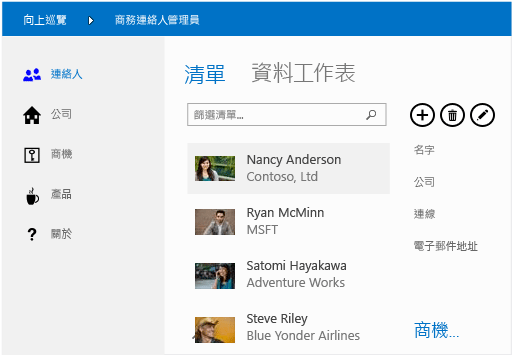 向上巡覽 商務連絡人管理員
連絡人
公司
商機
產品
關於
清單 資料工作表
篩選清單...
Nancy Anderson
Contoso, Ltd
Ryan McMinn
MSFT
Satomi Hayakawa
Adventure Works
Steve Riley
Blue Yonder Airlines
名字
公司
連線
電子郵件地址
商機...